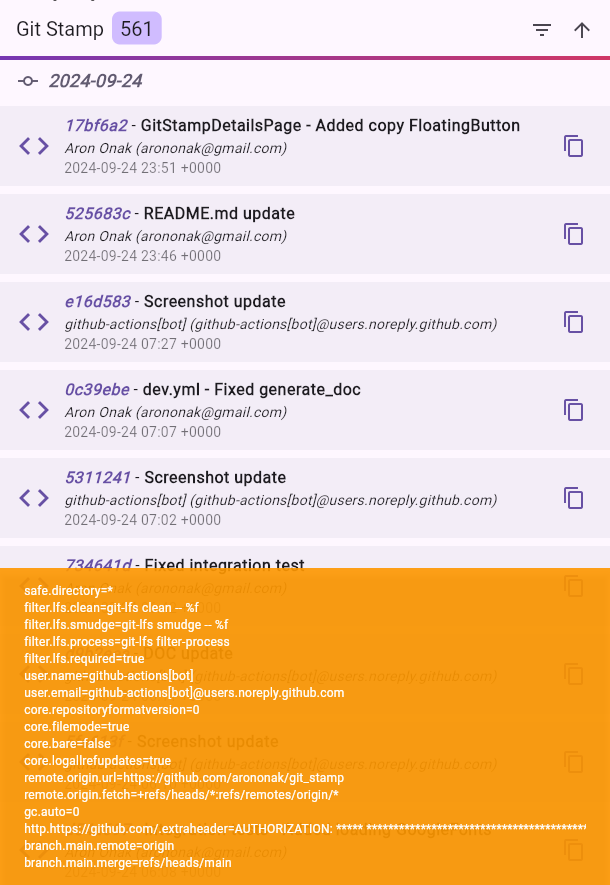 Git Stamp 561
2024-09-24
17bf6a2 - GitStampDetailsPage - Added copy FloatingButton
Aron Onak (arononak@gmail.com)
2024-09-24 23:51 +0000
525683c - README.md update
Aron Onak (arononak@gmail.com)
2024-09-24 23:46 +0000
e16d583 - Screenshot update
github-actions[bot] (github-actions[bot]@users.noreply.github.com)
2024-09-24 07:27 +0000
0c39ebe - dev.yml - Fixed generate_doc
Aron Onak (arononak@gmail.com)
2024-09-24 07:07 +0000
5311241 - Screenshot update
github-actions[bot] (github-actions[bot]@users.noreply.github.com)
2024-09-24 07:02 +0000
734641d - Fixed integration test
safe.directory=*
filter.lfs.clean=git-lfs clean -- %f
filter.lfs.smudge=git-lfs smudge -- %f
filter.lfs.process=git-lfs filter-process
filter.lfs.required=true
user.name=github-actions[bot]
user.email=github-actions[bot]@users.noreply.github.com
core.repositoryformatversion=0
core.filemode=true
core.bare=false
core.logallrefupdates=true
remote.origin.url=https://github.com/arononak/git_stamp
remote.origin.fetch=+refs/heads/*:refs/remotes/origin/*
gc.auto=0
http.https://github.com/.extraheader=AUTHORIZATION: ******************************************
branch.main.remote=origin
branch.main.merge=refs/heads/main